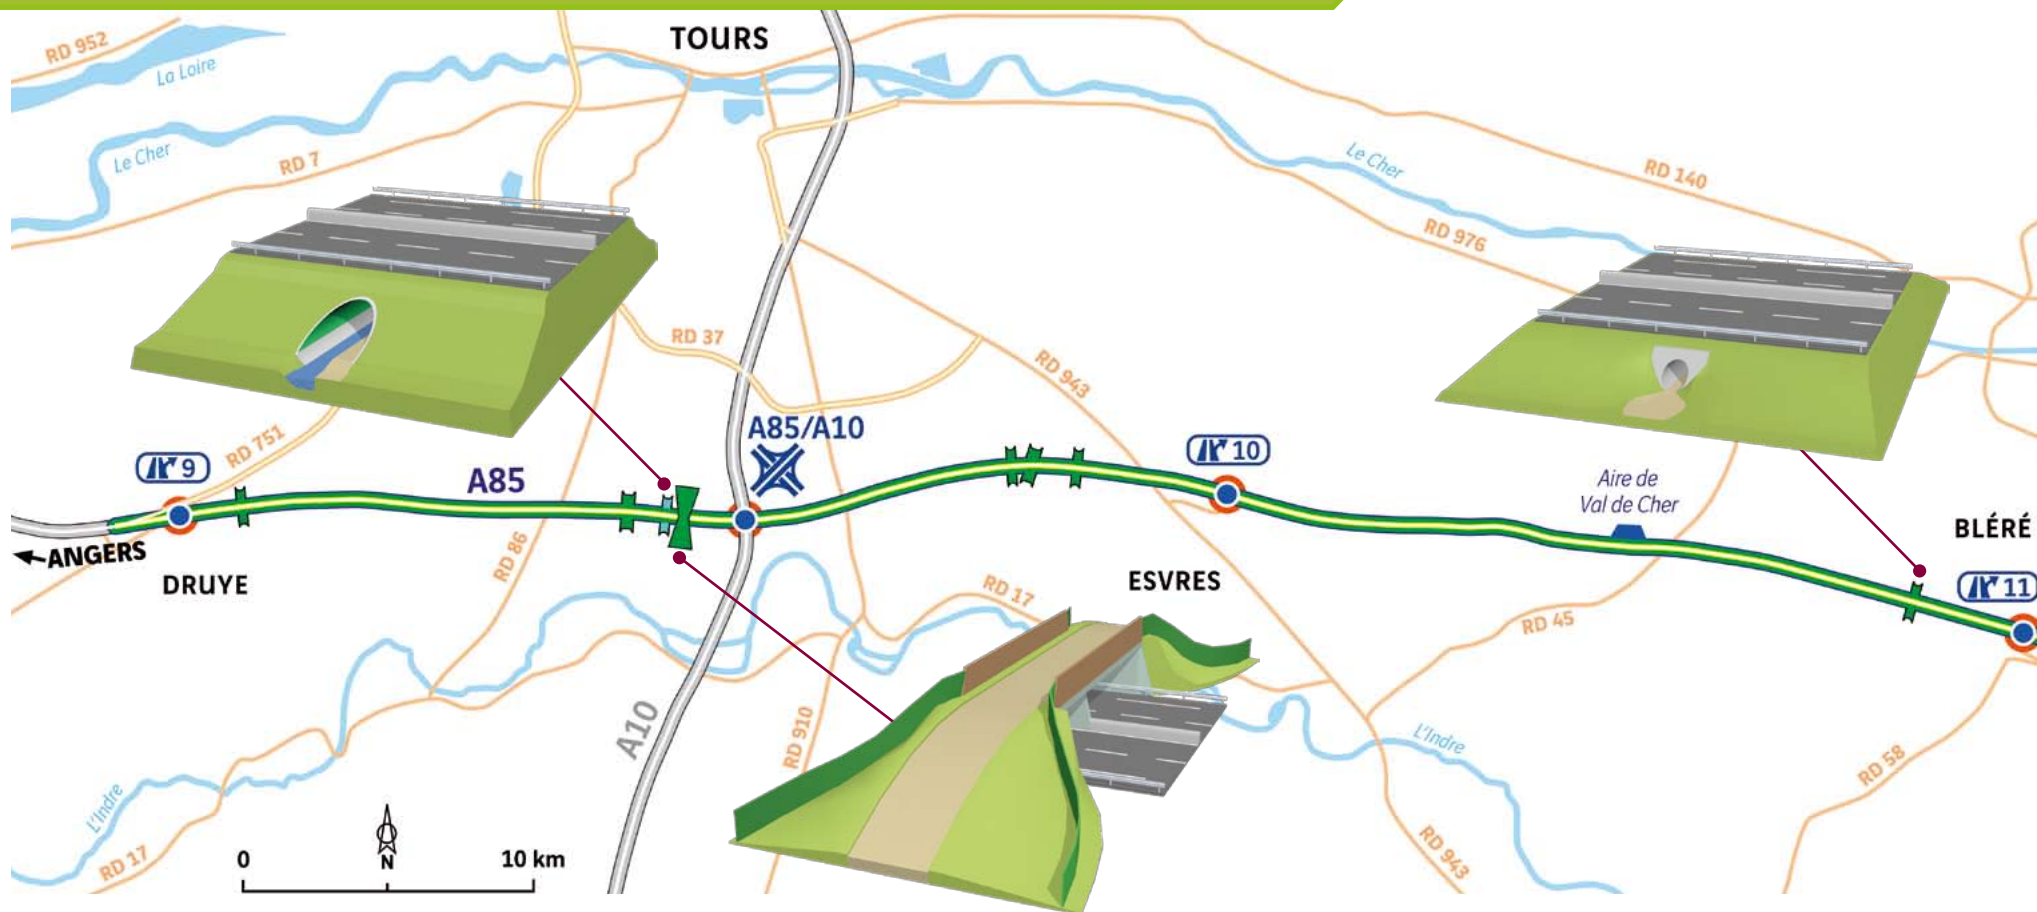 RD 952
La Loire
TOURS
Le Cher
RD 7
Le Cher
RD 140
RD 976
RD 37
RD 943
A85/A10
9
RD 751
A85
10
Aire de
Val de Cher
BLÉRÉ
ANGERS
DRUYE
RD 86
ESVRES
RD 17
11
RD 45
A10
RD 910
L'Indre
RD 58
L'Indre
RD 17
N
0
10 km
RD 943